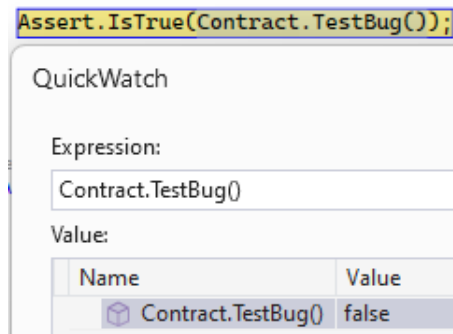 Assert.IsTrue(Contract.TestBug());
QuickWatch
Expression:
Contract.TestBug()
Value:
Name Value
Contract.TestBug() false